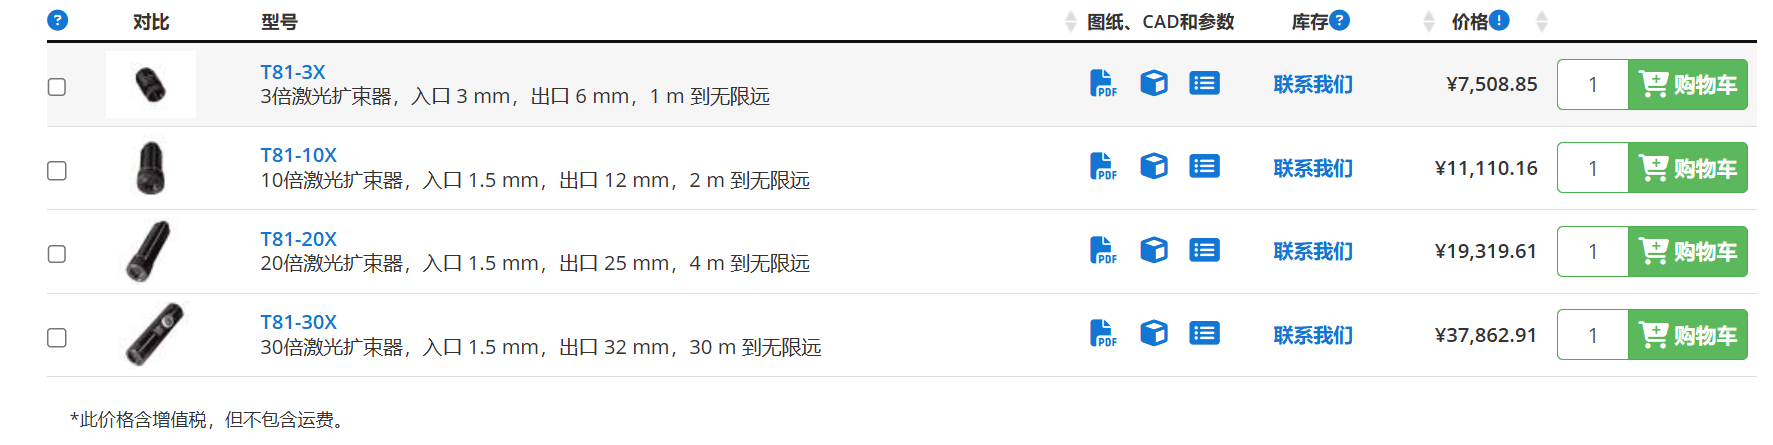 ? 对比 型号 图纸、CAD和参数 库存? 价格!
T81-3X
3倍激光扩束器，入口 3 mm，出口 6 mm，1 m 到无限远
PDF 联系我们 ¥7,508.85 1 购物车
T81-10X
10倍激光扩束器，入口 1.5 mm，出口 12 mm，2 m 到无限远
PDF 联系我们 ¥11,110.16 1 购物车
T81-20X
20倍激光扩束器，入口 1.5 mm，出口 25 mm，4 m 到无限远
PDF 联系我们 ¥19,319.61 1 购物车
T81-30X
30倍激光扩束器，入口 1.5 mm，出口 32 mm，30 m 到无限远
PDF 联系我们 ¥37,862.91 1 购物车
*此价格含增值税，但不包含运费。